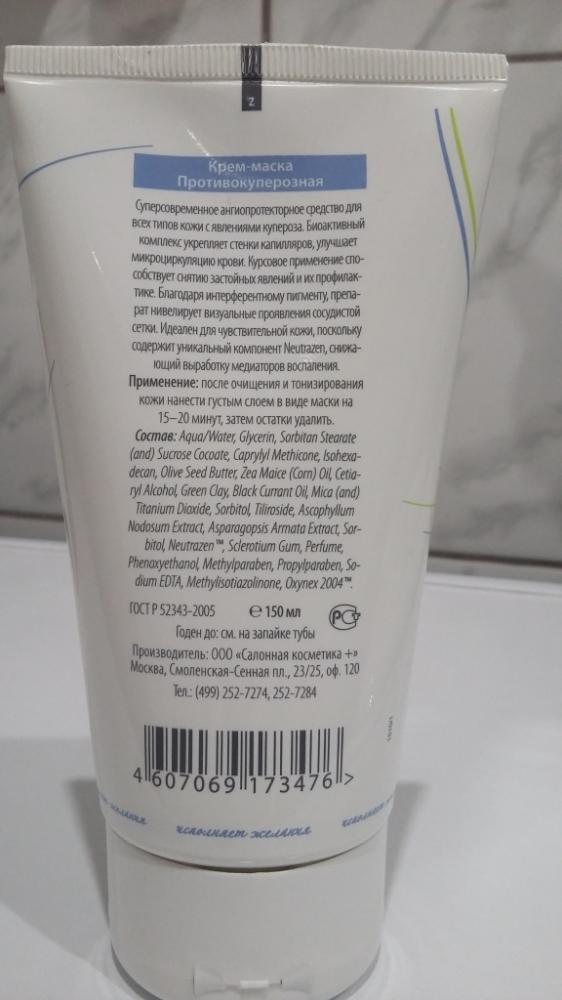 z
Крем-маска
Противокуперозная
Суперсовременное ангиопротекторное средство для
всех типов кожи с явлениями купероза. Биоактивный
комплекс укрепляет стенки капилляров, улучшает
микроциркуляцию крови. Курсовое применение спо-
собствует снятию застойных явлений и их профилак-
тике. Благодаря интерферентному пигменту, препа-
рат нивелирует визуальные проявления сосудистой
сетки. Идеален для чувствительной кожи, поскольку
содержит уникальный компонент Neutrazen, снижа-
ющий выработку медиаторов воспаления.
Применение: после очищения и тонизирования
кожи нанести густым слоем в виде маски на
15–20 минут, затем остатки удалить.
Состав: Aqua/Water, Glycerin, Sorbitan Stearate
(and) Sucrose Cocoate, Caprylyl Methicone, Isohexa-
decan, Olive Seed Butter, Zea Maice (Corn) Oil, Cetia-
ryl Alcohol, Green Clay, Black Currant Oil, Mica (and)
Titanium Dioxide, Sorbitol, Tiliroside, Ascophyllum
Nodosum Extract, Asparagopsis Armata Extract, Sor-
bitol, Neutrazen™, Sclerotium Gum, Perfume,
Phenoxyethanol, Methylparaben, Propylparaben, So-
dium EDTA, Methylisotiazolinone, Oxynex 2004™.
ГОСТ Р 52343-2005 ℮ 150 мл РСТ
Годен до: см. на запайке тубы
Производитель: ООО «Салонная косметика +»
Москва, Смоленская-Сенная пл., 23/25, оф. 120
Тел.: (499) 252-7274, 252-7284
4 607069 173476 >
исполняет желания